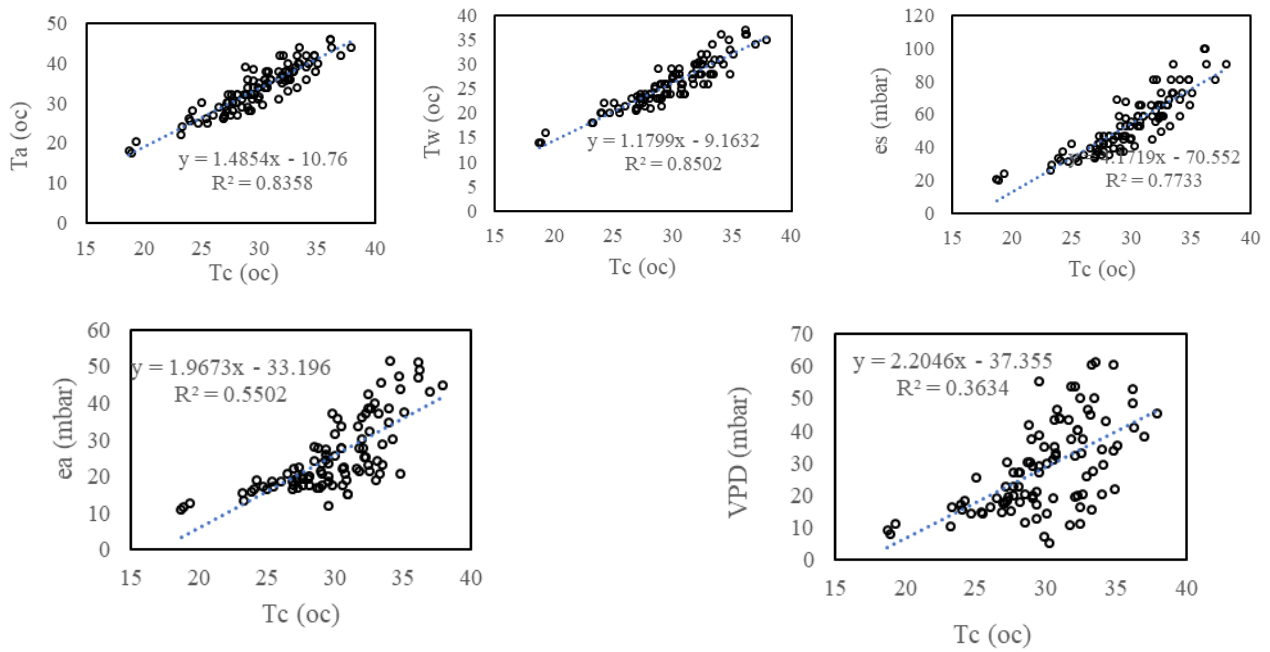 50
40
30
20
10
0
Ta (oc)
y = 1.4854x - 10.76
R² = 0.8358
15 20 25 30 35 40
Tc (oc)
40
35
30
25
20
15
10
5
0
Tw (oc)
y = 1.1799x - 9.1632
R² = 0.8502
15 20 25 30 35 40
Tc (oc)
120
100
80
60
40
20
0
es (mbar)
y = 4.1719x - 70.552
R² = 0.7733
15 20 25 30 35 40
Tc (oc)
60
50
40
30
20
10
0
ea (mbar)
y = 1.9673x - 33.196
R² = 0.5502
15 20 25 30 35 40
Tc (oc)
70
60
50
40
30
20
10
0
VPD (mbar)
y = 2.2046x - 37.355
R² = 0.3634
15 20 25 30 35 40
Tc (oc)